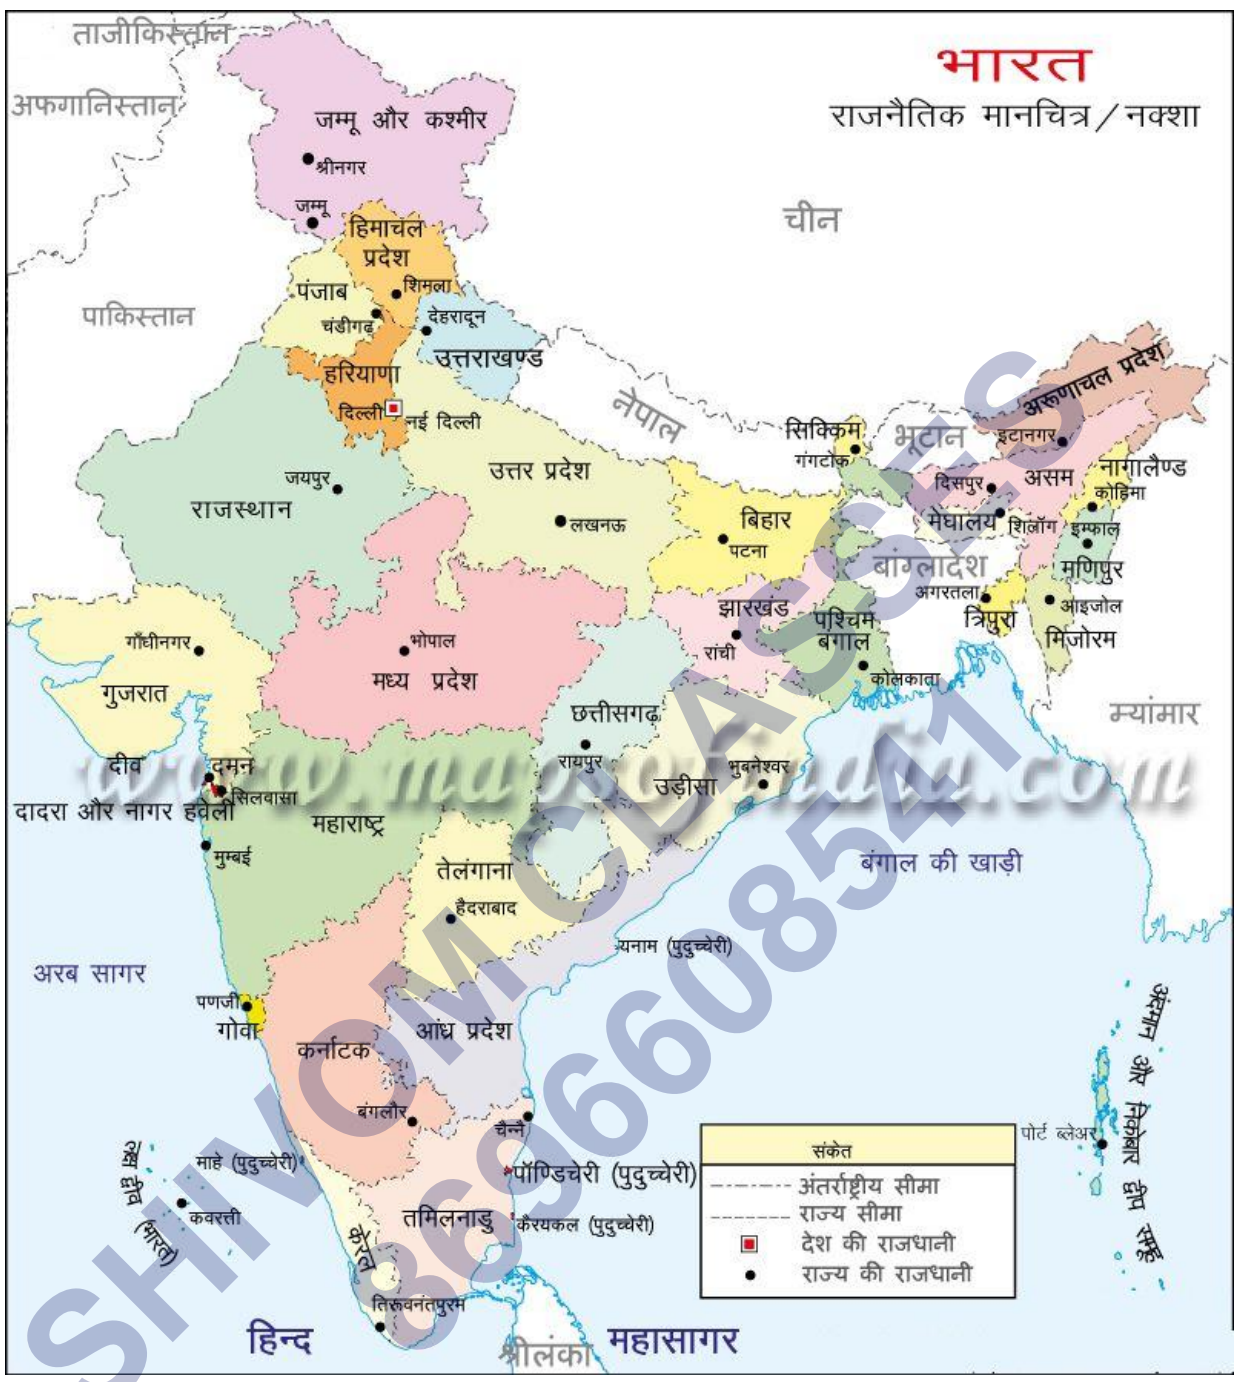 ताजीकिस्तान
भारत
राजनैतिक मानचित्र / नक्शा
अफगानिस्तान
जम्मू और कश्मीर
श्रीनगर
जम्मू
चीन
हिमाचल
प्रदेश
शिमला
पंजाब
चंडीगढ़
देहरादून
उत्तराखण्ड
पाकिस्तान
हरियाणा
दिल्ली
नई दिल्ली
नेपाल
अरूणाचल प्रदेश
सिक्किम
गंगटोक
भूटान
इटानगर
नागालैण्ड
कोहिमा
असम
दिसपुर
उत्तर प्रदेश
लखनऊ
जयपुर
राजस्थान
बिहार
पटना
मेघालय
शिलॉग
इम्फाल
मणिपुर
बांग्लादेश
अगरतला
त्रिपुरा
आइजोल
मिजोरम
झारखंड
रांची
पश्चिम
बंगाल
कोलकाता
गाँधीनगर
गुजरात
भोपाल
मध्य प्रदेश
छत्तीसगढ़
रायपुर
म्यांमार
दीव
दमन
सिलवासा
दादरा और नागर हवेली
www.mapsofindia.com
उड़ीसा
भुबनेश्वर
महाराष्ट्र
मुम्बई
तेलंगाना
हैदराबाद
बंगाल की खाड़ी
यनाम (पुदुच्चेरी)
अरब सागर
पणजी
गोवा
कर्नाटक
आंध्र प्रदेश
अंदमान और निकोबार द्वीप समूह
पोर्ट ब्लेअर
बंगलौर
चैन्नै
माहे (पुदुच्चेरी)
पॉण्डिचेरी (पुदुच्चेरी)
लक्ष द्वीप (भारत)
कवरत्ती
तमिलनाडु
कैरयकल (पुदुच्चेरी)
केरल
तिरूवनंतपुरम
संकेत
अंतर्राष्ट्रीय सीमा
राज्य सीमा
देश की राजधानी
राज्य की राजधानी
हिन्द महासागर
श्रीलंका
SHIVOM CLASSES
8696608541